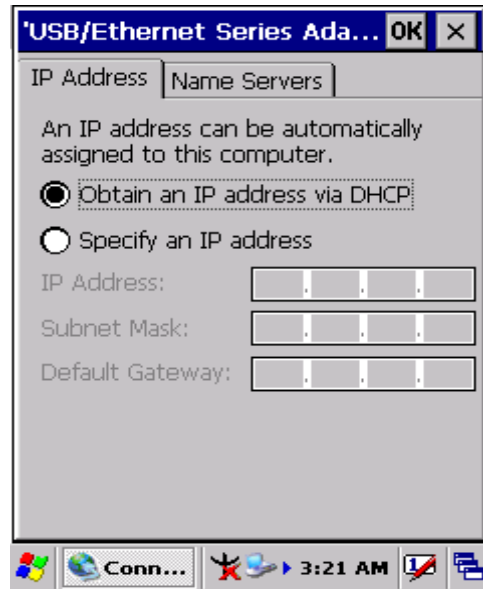 'USB/Ethernet Series Ada... OK ×
IP Address Name Servers
An IP address can be automatically
assigned to this computer.
Obtain an IP address via DHCP
Specify an IP address
IP Address: . . .
Subnet Mask: . . .
Default Gateway: . . .
Conn... 3:21 AM